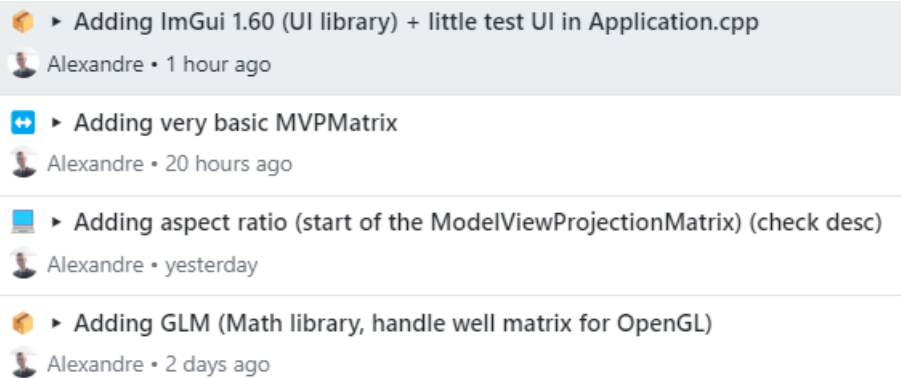 ▸ Adding ImGui 1.60 (UI library) + little test UI in Application.cpp
Alexandre • 1 hour ago
▸ Adding very basic MVPMatrix
Alexandre • 20 hours ago
▸ Adding aspect ratio (start of the ModelViewProjectionMatrix) (check desc)
Alexandre • yesterday
▸ Adding GLM (Math library, handle well matrix for OpenGL)
Alexandre • 2 days ago